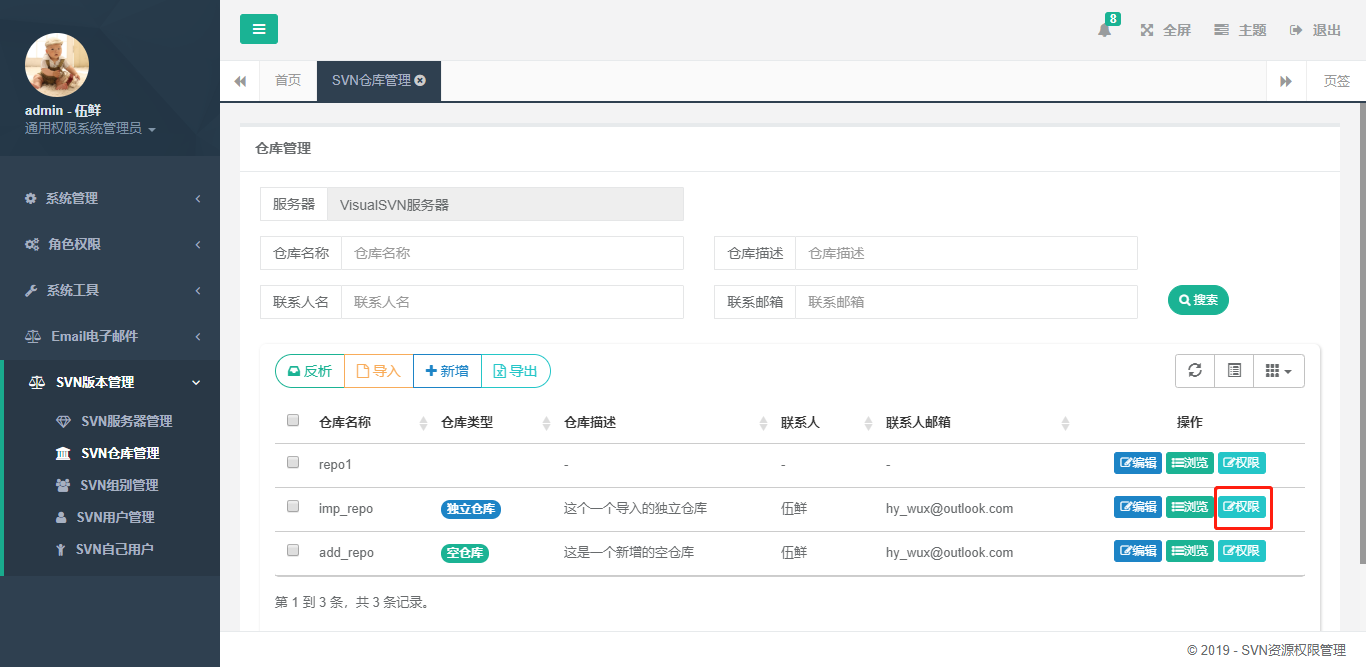 8
全屏
主题
退出
admin - 伍鲜
通用权限系统管理员
首页
SVN仓库管理
页签
系统管理
角色权限
系统工具
Email电子邮件
SVN版本管理
SVN服务器管理
SVN仓库管理
SVN组别管理
SVN用户管理
SVN自己用户
仓库管理
服务器 VisualSVN服务器
仓库名称 仓库名称 仓库描述 仓库描述
联系人名 联系人名 联系邮箱 联系邮箱 搜索
反析 导入 新增 导出
仓库名称 仓库类型 仓库描述 联系人 联系人邮箱 操作
repo1 - - - 编辑 浏览 权限
imp_repo 独立仓库 这个一个导入的独立仓库 伍鲜 hy_wux@outlook.com 编辑 浏览 权限
add_repo 空仓库 这是一个新增的空仓库 伍鲜 hy_wux@outlook.com 编辑 浏览 权限
第 1 到 3 条，共 3 条记录。
© 2019 - SVN资源权限管理